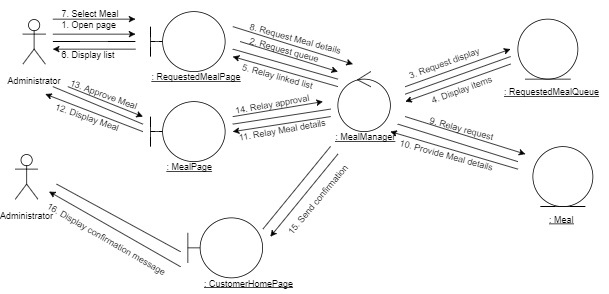 7. Select Meal
1. Open page
6. Display list
Administrator
: RequestedMealPage
8. Request Meal details
2. Request queue
5. Relay linked list
3. Request display
4. Display items
: RequestedMealQueue
13. Approve Meal
12. Display Meal
: MealPage
14. Relay approval
11. Relay Meal details
: MealManager
9. Relay request
10. Provide Meal details
: Meal
Administrator
16. Display confirmation message
15. Send confirmation
: CustomerHomePage